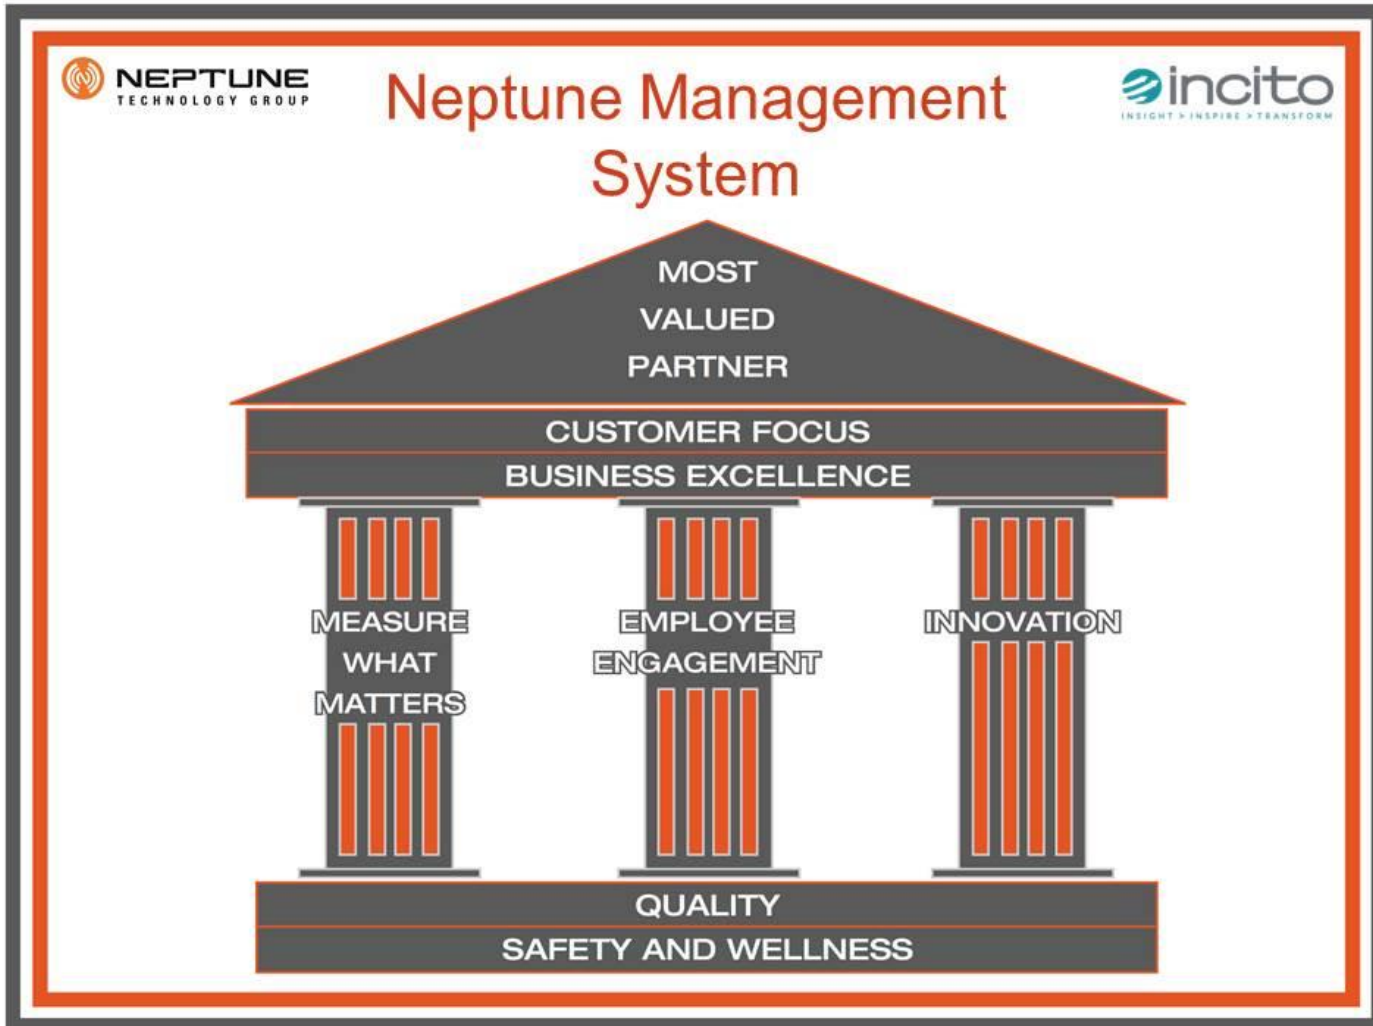 NEPTUNE
TECHNOLOGY GROUP
Neptune Management
System
incito
INSIGHT > INSPIRE > TRANSFORM
MOST
VALUED
PARTNER
CUSTOMER FOCUS
BUSINESS EXCELLENCE
MEASURE
WHAT
MATTERS
EMPLOYEE
ENGAGEMENT
INNOVATION
QUALITY
SAFETY AND WELLNESS